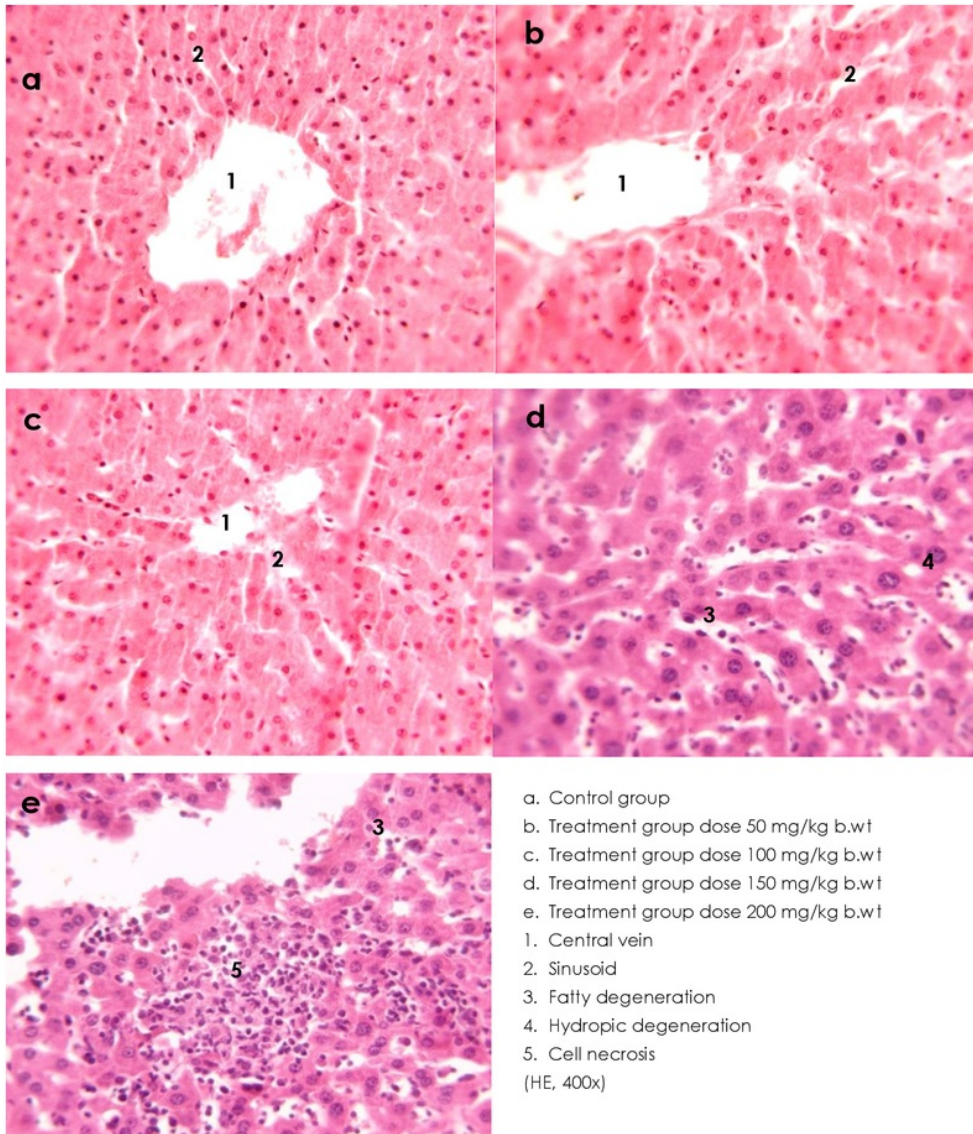 a
2
1
b
2
1
c
1
2
d
4
3
e
3
5
a. Control group
b. Treatment group dose 50 mg/kg b.wt
c. Treatment group dose 100 mg/kg b.wt
d. Treatment group dose 150 mg/kg b.wt
e. Treatment group dose 200 mg/kg b.wt
1. Central vein
2. Sinusoid
3. Fatty degeneration
4. Hydropic degeneration
5. Cell necrosis
(HE, 400x)